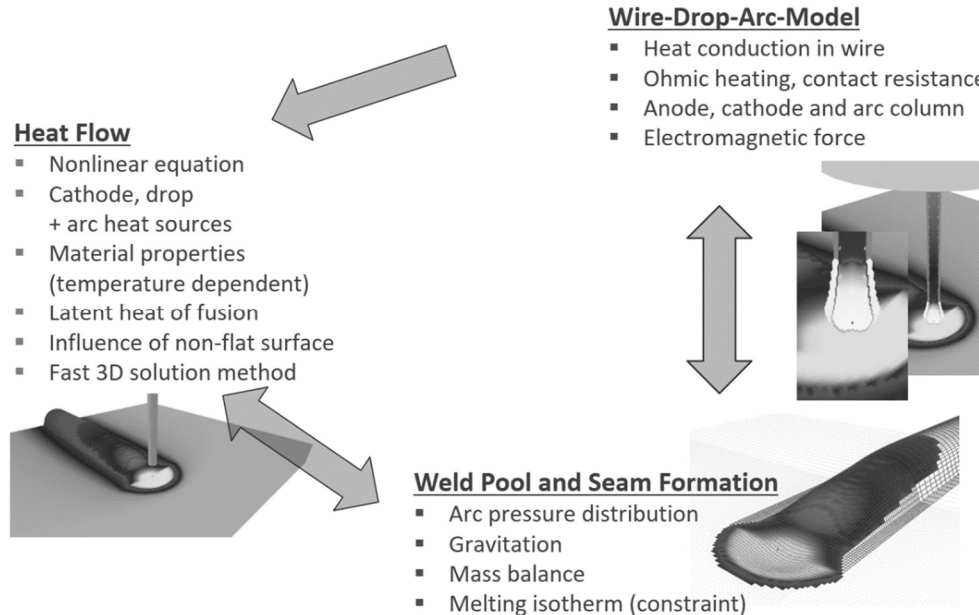 Wire-Drop-Arc-Model
▪ Heat conduction in wire
▪ Ohmic heating, contact resistance
▪ Anode, cathode and arc column
▪ Electromagnetic force
Heat Flow
▪ Nonlinear equation
▪ Cathode, drop
+ arc heat sources
▪ Material properties
(temperature dependent)
▪ Latent heat of fusion
▪ Influence of non-flat surface
▪ Fast 3D solution method
Weld Pool and Seam Formation
▪ Arc pressure distribution
▪ Gravitation
▪ Mass balance
▪ Melting isotherm (constraint)